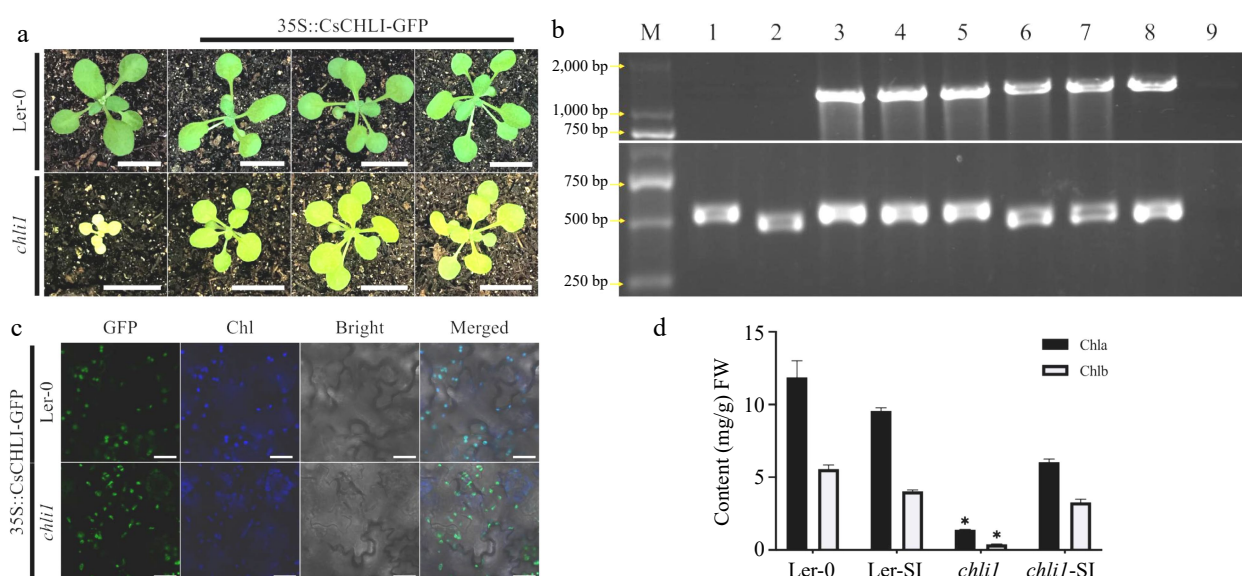 a
35S::CsCHLI-GFP
Ler-0
chli1
b
M 1 2 3 4 5 6 7 8 9
2,000 bp
1,000 bp
750 bp
750 bp
500 bp
250 bp
c
GFP Chl Bright Merged
35S::CsCHLI-GFP
Ler-0
chli1
d
Content (mg/g) FW
15
10
5
0
Chla
Chlb
* *
Ler-0 Ler-SI chli1 chli1-SI